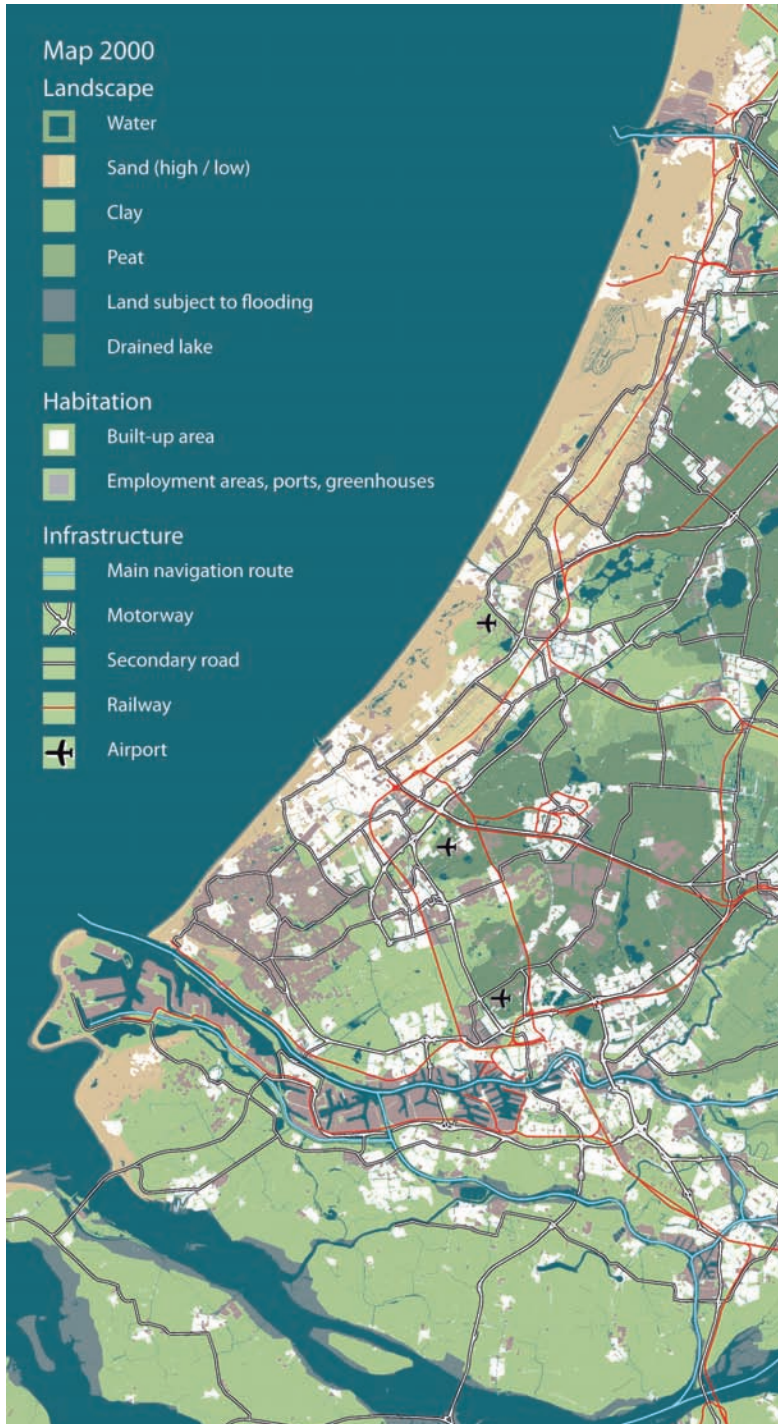 Map 2000
Landscape
Water
Sand (high / low)
Clay
Peat
Land subject to flooding
Drained lake
Habitation
Built-up area
Employment areas, ports, greenhouses
Infrastructure
Main navigation route
Motorway
Secondary road
Railway
Airport